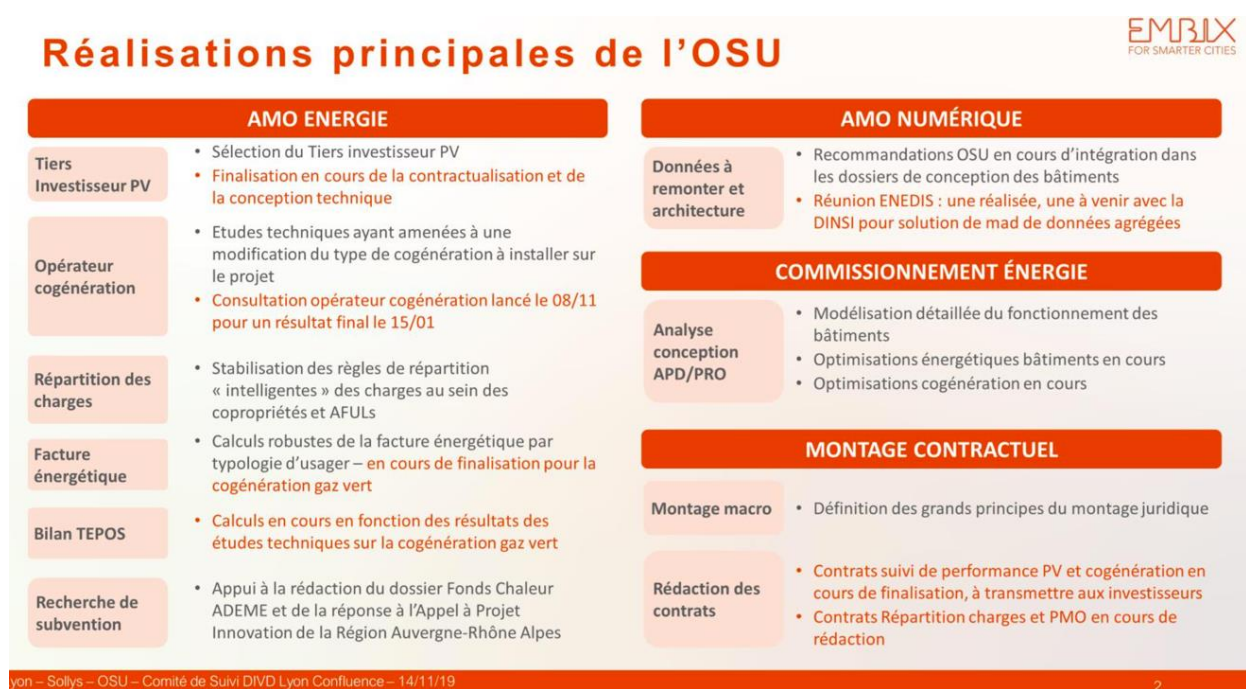 Réalisations principales de l’OSU
EMBIX
FOR SMARTER CITIES
AMO ENERGIE
Tiers
Investisseur PV
• Sélection du Tiers investisseur PV
• Finalisation en cours de la contractualisation et de
la conception technique
Opérateur
cogénération
• Etudes techniques ayant amenées à une
modification du type de cogénération à installer sur
le projet
• Consultation opérateur cogénération lancé le 08/11
pour un résultat final le 15/01
Répartition des
charges
• Stabilisation des règles de répartition
« intelligentes » des charges au sein des
copropriétés et AFULs
Facture
énergétique
• Calculs robustes de la facture énergétique par
typologie d’usager – en cours de finalisation pour la
cogénération gaz vert
Bilan TEPOS
• Calculs en cours en fonction des résultats des
études techniques sur la cogénération gaz vert
Recherche de
subvention
• Appui à la rédaction du dossier Fonds Chaleur
ADEME et de la réponse à l’Appel à Projet
Innovation de la Région Auvergne-Rhône Alpes
AMO NUMÉRIQUE
Données à
remonter et
architecture
• Recommandations OSU en cours d’intégration dans
les dossiers de conception des bâtiments
• Réunion ENEDIS : une réalisée, une à venir avec la
DINSI pour solution de mad de données agrégées
COMMISSIONNEMENT ÉNERGIE
Analyse
conception
APD/PRO
• Modélisation détaillée du fonctionnement des
bâtiments
• Optimisations énergétiques bâtiments en cours
• Optimisations cogénération en cours
MONTAGE CONTRACTUEL
Montage macro
• Définition des grands principes du montage juridique
Rédaction des
contrats
• Contrats suivi de performance PV et cogénération en
cours de finalisation, à transmettre aux investisseurs
• Contrats Répartition charges et PMO en cours de
rédaction
yon – Sollys – OSU – Comité de Suivi DIVD Lyon Confluence – 14/11/19
2